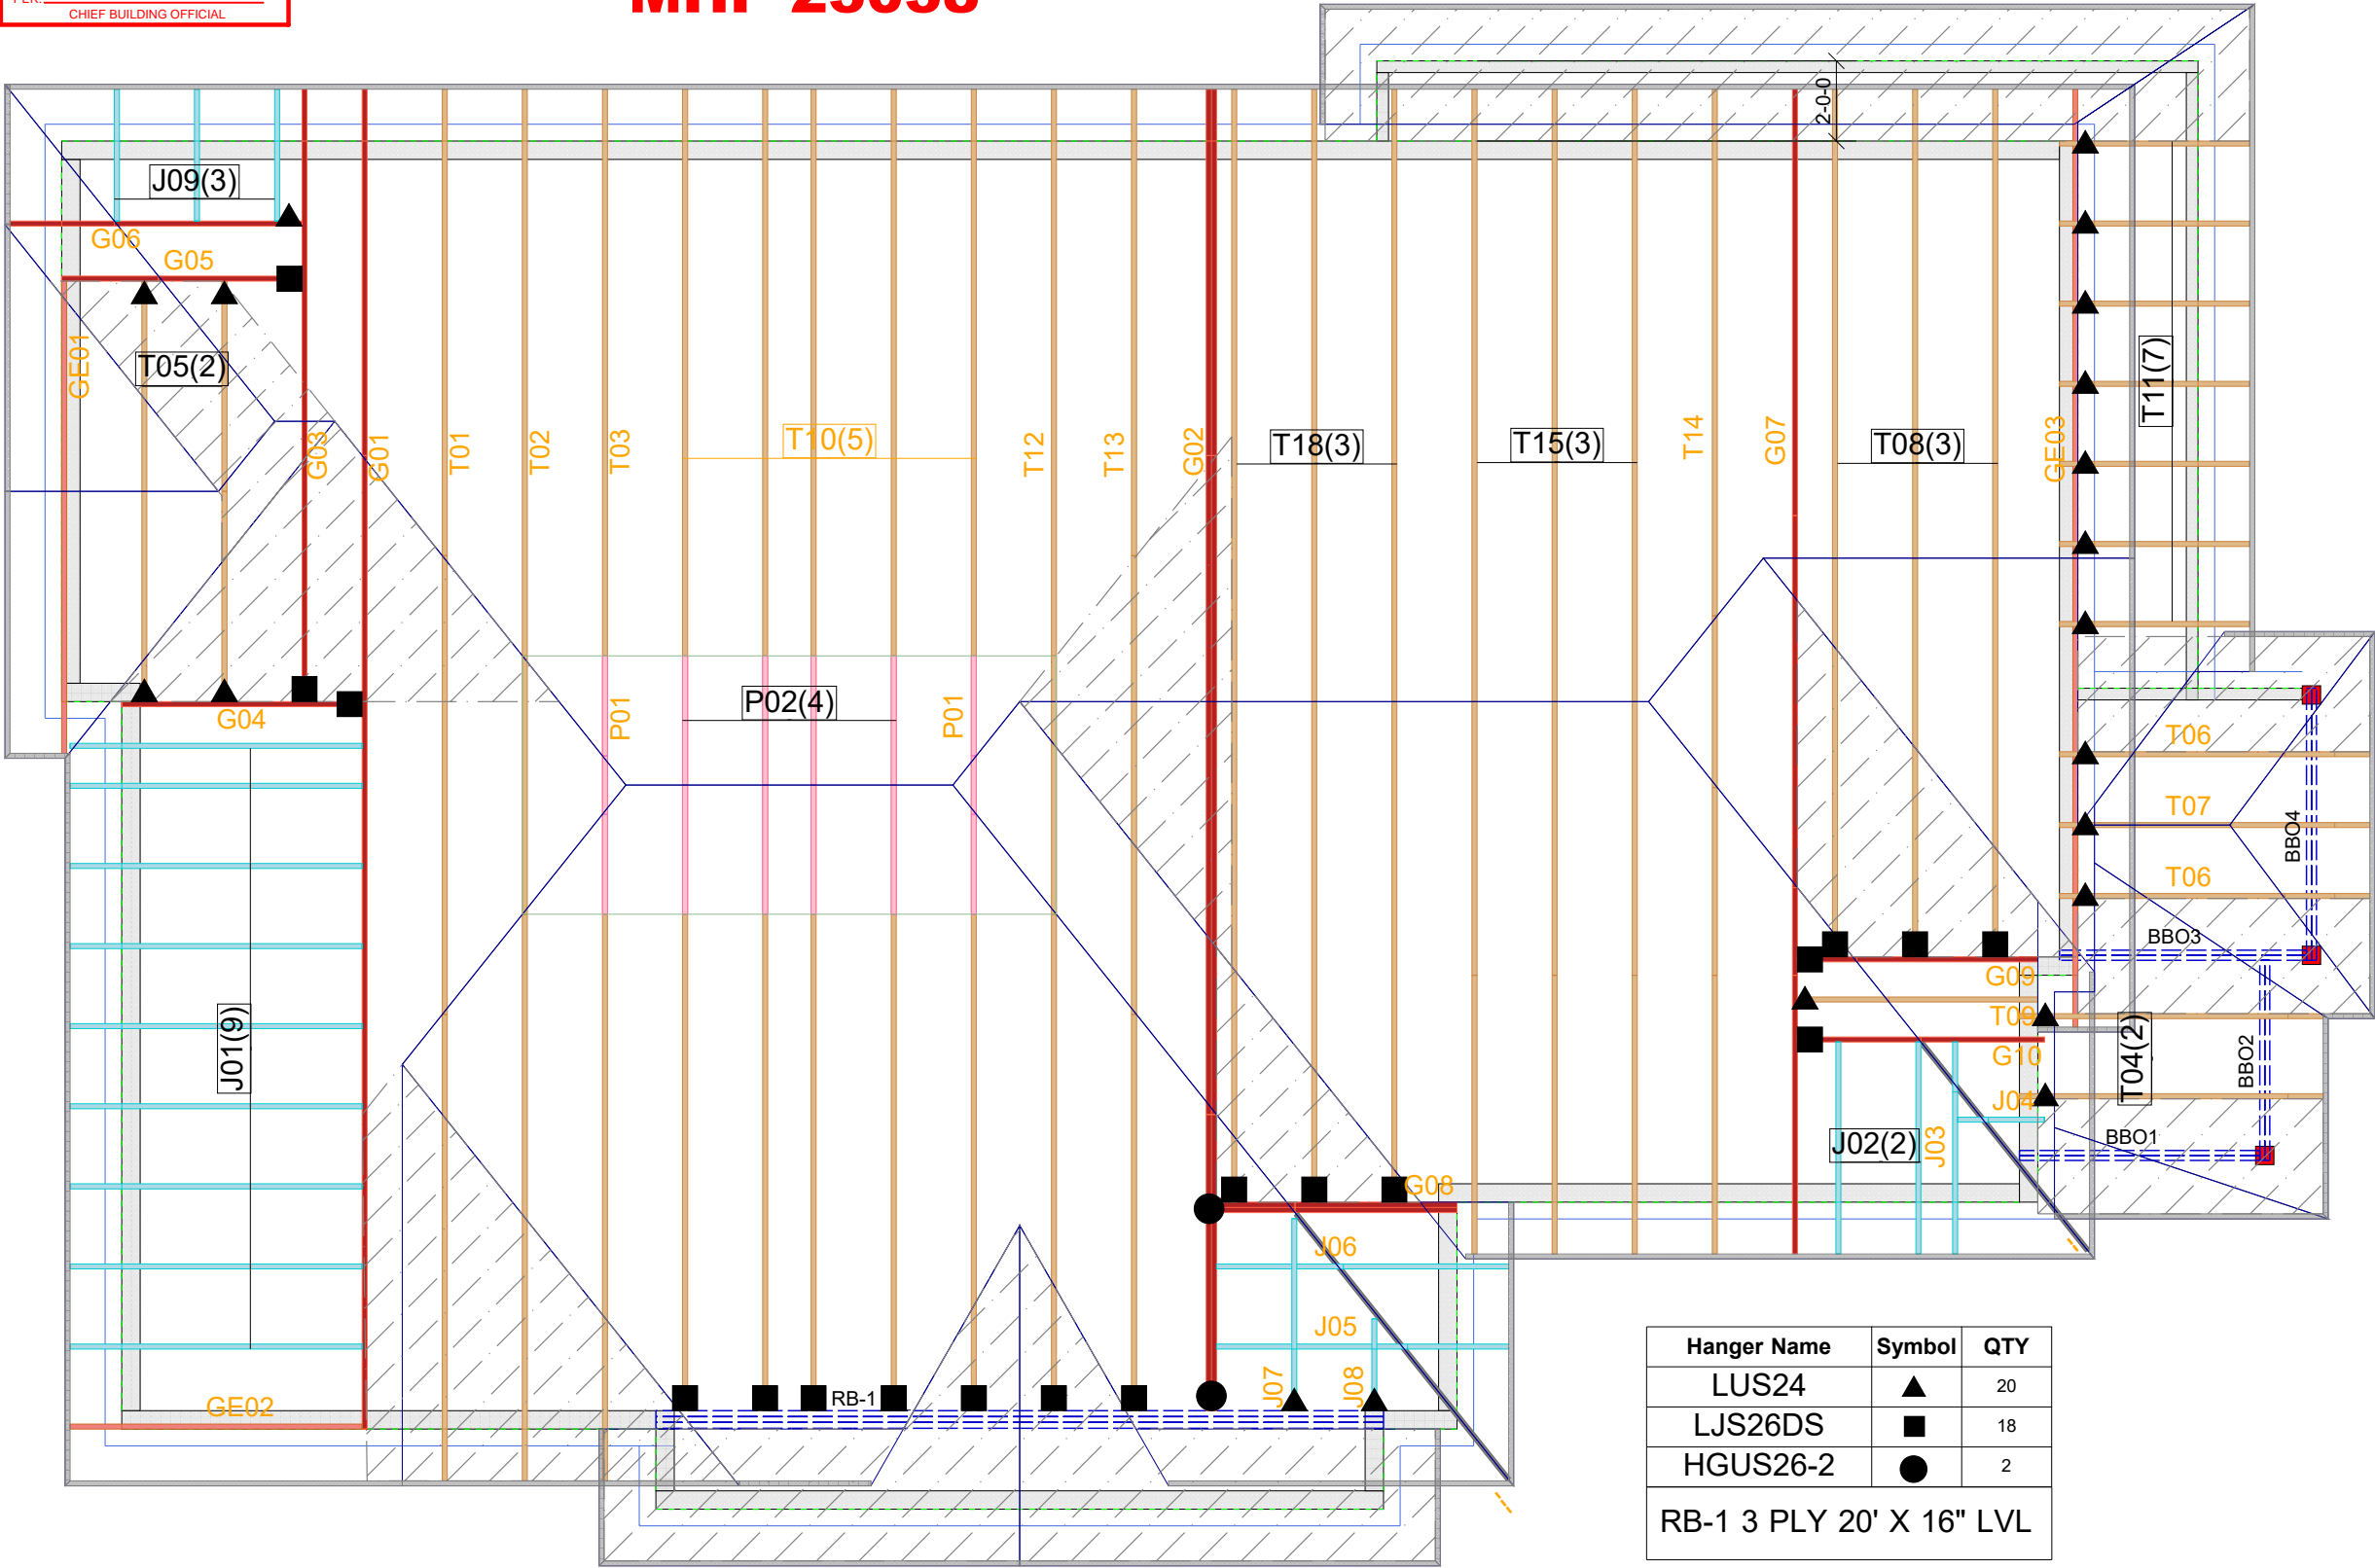 CHIEF BUILDING OFFICIAL
2-0-0
J09(3)
G06
G05
GE01
T05(2)
G03
G01
T01
T02
T03
T10(5)
T12
T13
G02
T18(3)
T15(3)
T14
G07
T08(3)
GE03
T11(7)
G04
P01
P02(4)
P01
T06
T07
T06
BBO4
BBO3
G09
T09
G10
T04(2)
BBO2
J04
J03
J02(2)
BBO1
J01(9)
G08
J06
J05
J07
J08
RB-1
GE02
Hanger Name Symbol QTY
LUS24 20
LJS26DS 18
HGUS26-2 2
RB-1 3 PLY 20' X 16" LVL